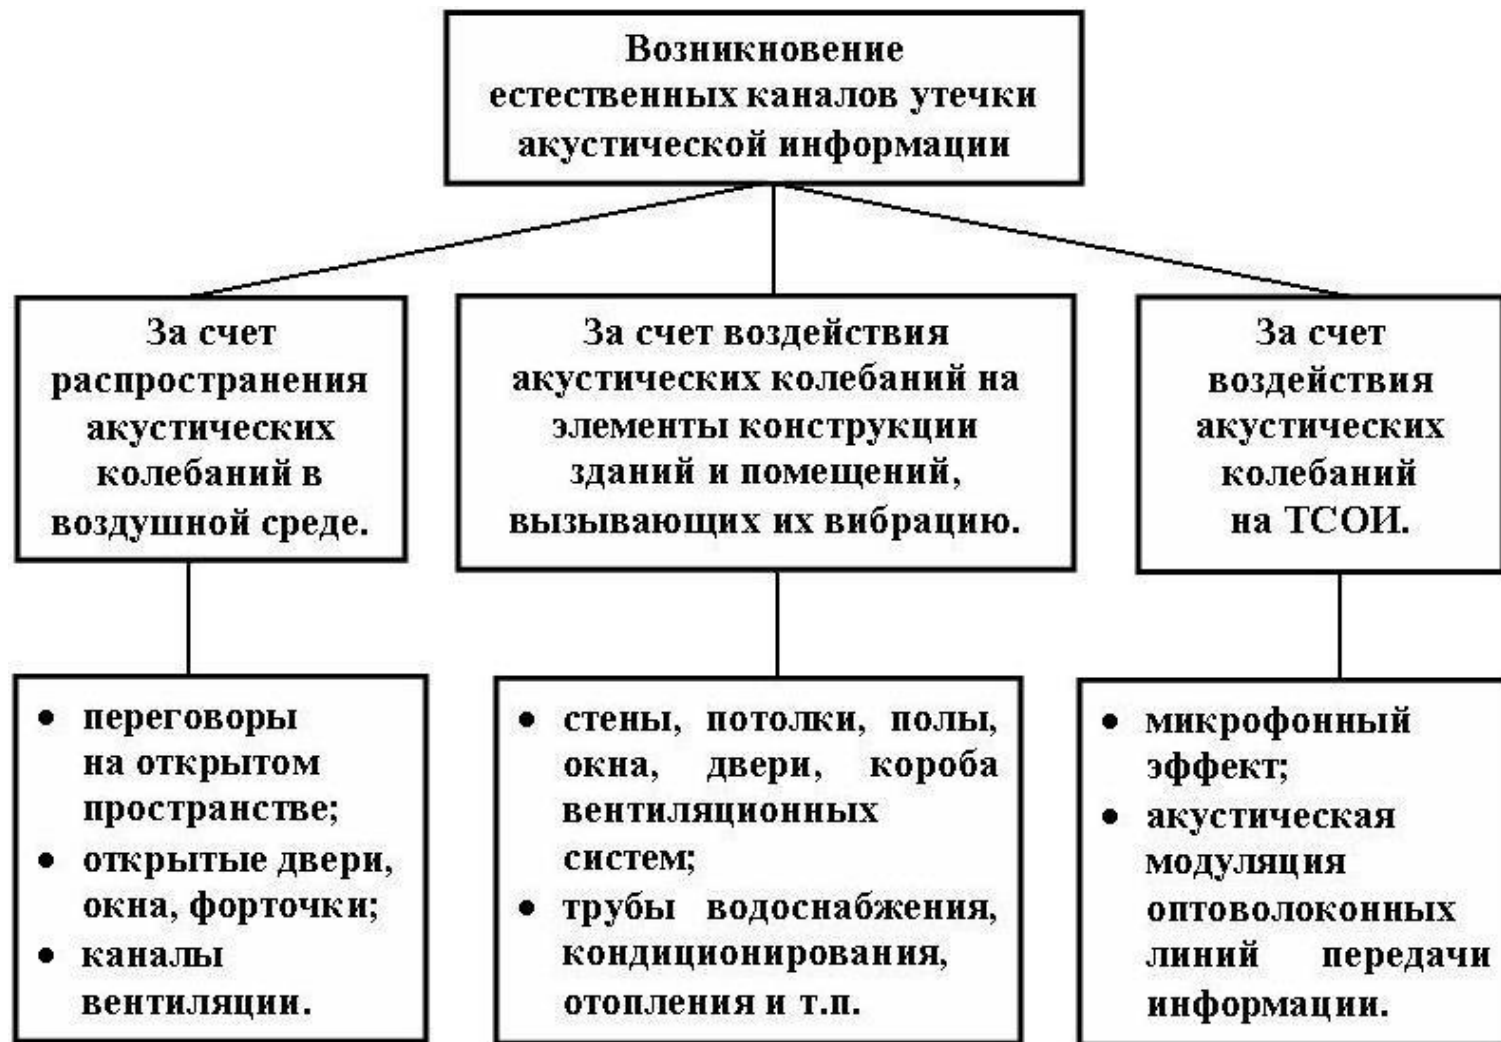 Возникновение
естественных каналов утечки
акустической информации
За счет
распространения
акустических
колебаний в
воздушной среде.
За счет воздействия
акустических колебаний на
элементы конструкции
зданий и помещений,
вызывающих их вибрацию.
За счет
воздействия
акустических
колебаний
на ТСОИ.
• переговоры
на открытом
пространстве;
• открытые двери,
окна, форточки;
• каналы
вентиляции.
• стены, потолки, полы,
окна, двери, короба
вентиляционных
систем;
• трубы водоснабжения,
кондиционирования,
отопления и т.п.
• микрофонный
эффект;
• акустическая
модуляция
оптоволоконных
линий передачи
информации.